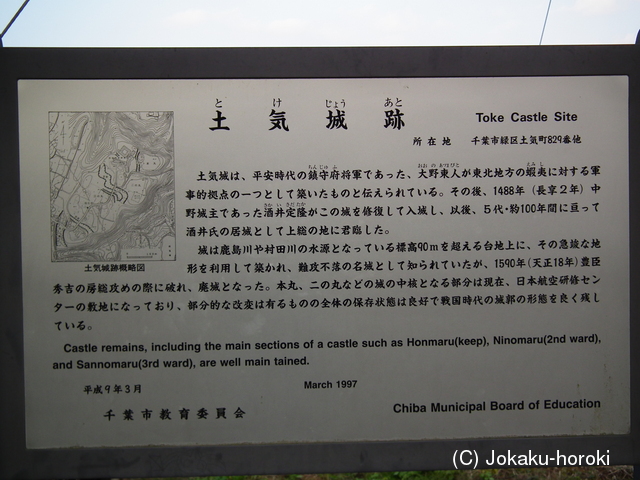 とけじょうあと
土気城跡
Toke Castle Site
所在地 千葉市緑区土気町829番他
土気城は、平安時代の鎮守府将軍であった、大野東人が東北地方の蝦夷に対する軍
事的拠点の一つとして築いたものと伝えられている。その後、1488年(長享2年)中
野城主であった酒井定隆がこの城を修復して入城し、以後、5代・約100年間に亘って
酒井氏の居城として上総の地に君臨した。
城は鹿島川や村田川の水源となっている標高90mを超える台地上に、その急峻な地
形を利用して築かれ、難攻不落の名城として知られていたが、1590年(天正18年)豊臣
秀吉の房総攻めの際に破れ、廃城となった。本丸、二の丸などの城の中核となる部分は現在、日本航空研修セン
ターの敷地になっており、部分的な改変は有るものの全体の保存状態は良好で戦国時代の城郭の形態を良く残し
ている。
土気城跡概略図
Castle remains, including the main sections of a castle such as Honmaru(keep), Ninomaru(2nd ward),
and Sannomaru(3rd ward), are well main tained.
平成9年3月
March 1997
千葉市教育委員会
Chiba Municipal Board of Education
(C) Jokaku-horoki